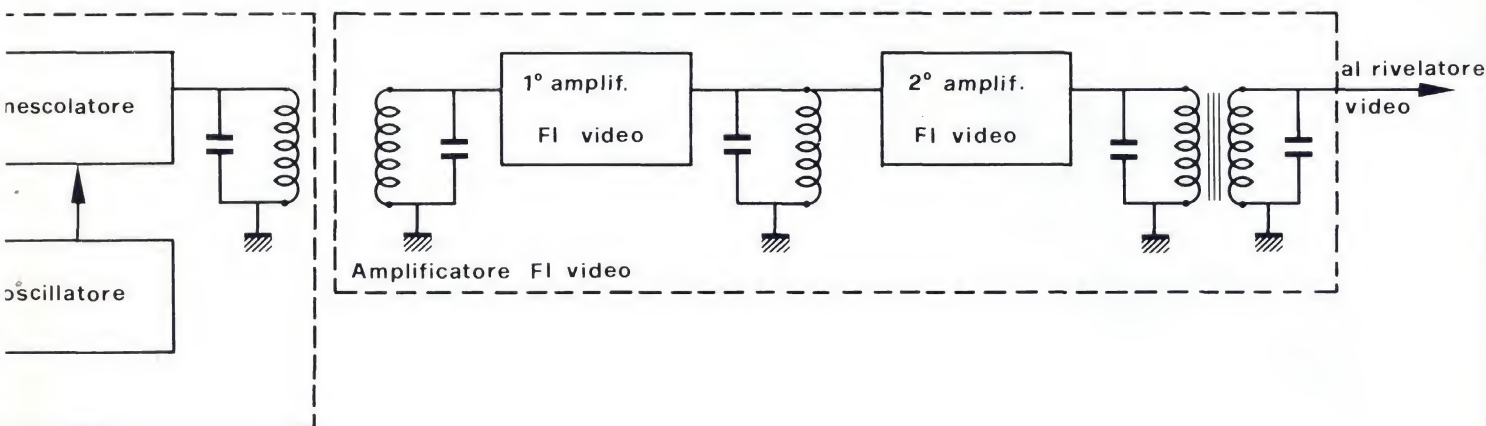 nescolatore
oscillatore
1° amplif.
FI video
2° amplif.
FI video
al rivelatore
video
Amplificatore FI video